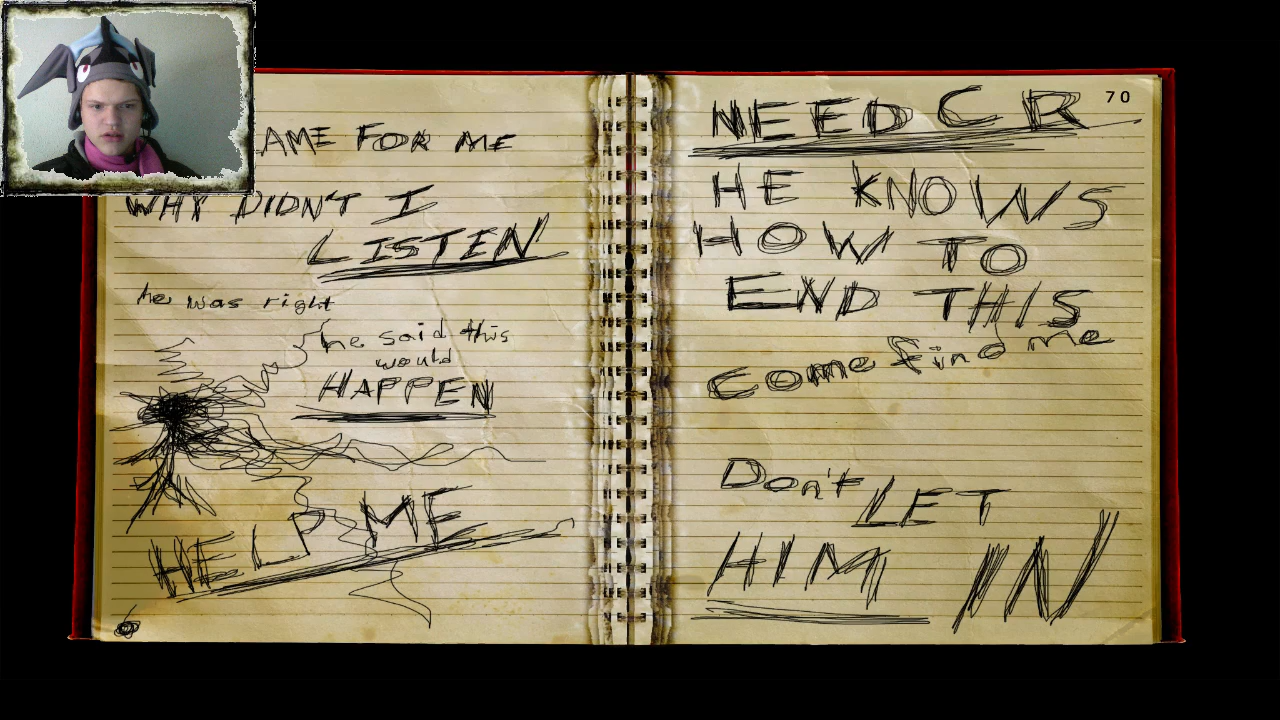 AME FOR ME
WHY DIDN'T I
LISTEN
he was right
he said this
would
HAPPEN
HELP ME
70
NEED CR
HE KNOWS
HOW TO
END THIS
come find me
Don't LET
HIM IN